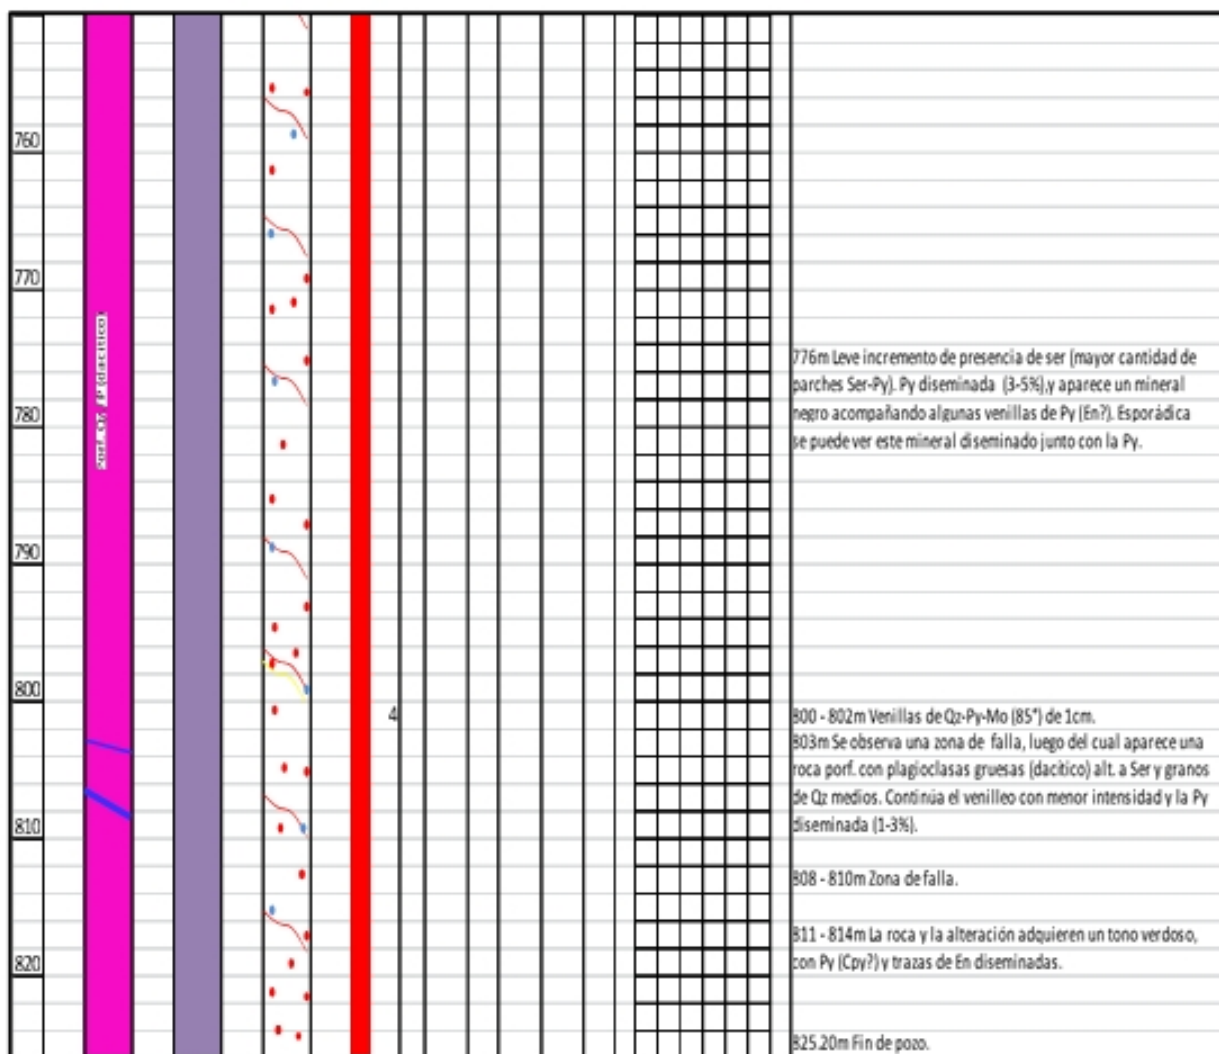 760
770
Porf. Qz / P (dacitico)
776m Leve incremento de presencia de ser (mayor cantidad de
parches Ser-Py). Py diseminada (3-5%),y aparece un mineral
780
negro acompañando algunas venillas de Py (En?). Esporádica
se puede ver este mineral diseminado junto con la Py.
790
800
4
800 - 802m Venillas de Qz-Py-Mo (85°) de 1cm.
803m Se observa una zona de falla, luego del cual aparece una
roca porf. con plagioclasas gruesas (dacítico) alt. a Ser y granos
de Qz medios. Continúa el venilleo con menor intensidad y la Py
810
diseminada (1-3%).
808 - 810m Zona de falla.
811 - 814m La roca y la alteración adquieren un tono verdoso,
820
con Py (Cpy?) y trazas de En diseminadas.
825.20m Fin de pozo.